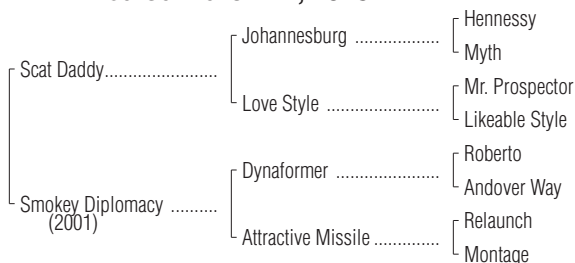 Hennessy
Johannesburg ...................
Myth
Scat Daddy.........................
Mr. Prospector
Love Style .........................
Likeable Style
Roberto
Dynaformer .......................
Andover Way
Smokey Diplomacy ..........
(2001)
Relaunch
Attractive Missile.................
Montage